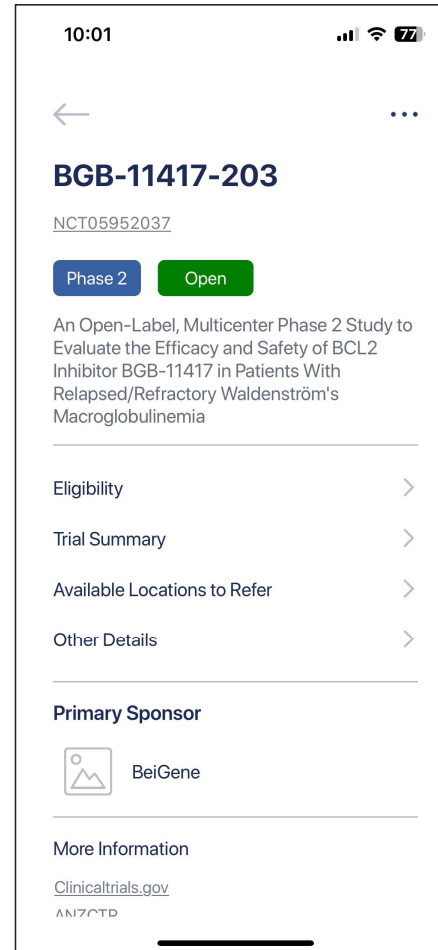 10:01
77
BGB-11417-203
NCT05952037
Phase 2
Open
An Open-Label, Multicenter Phase 2 Study to
Evaluate the Efficacy and Safety of BCL2
Inhibitor BGB-11417 in Patients With
Relapsed/Refractory Waldenström's
Macroglobulinemia
Eligibility
Trial Summary
Available Locations to Refer
Other Details
Primary Sponsor
BeiGene
More Information
Clinicaltrials.gov
ANZCTR